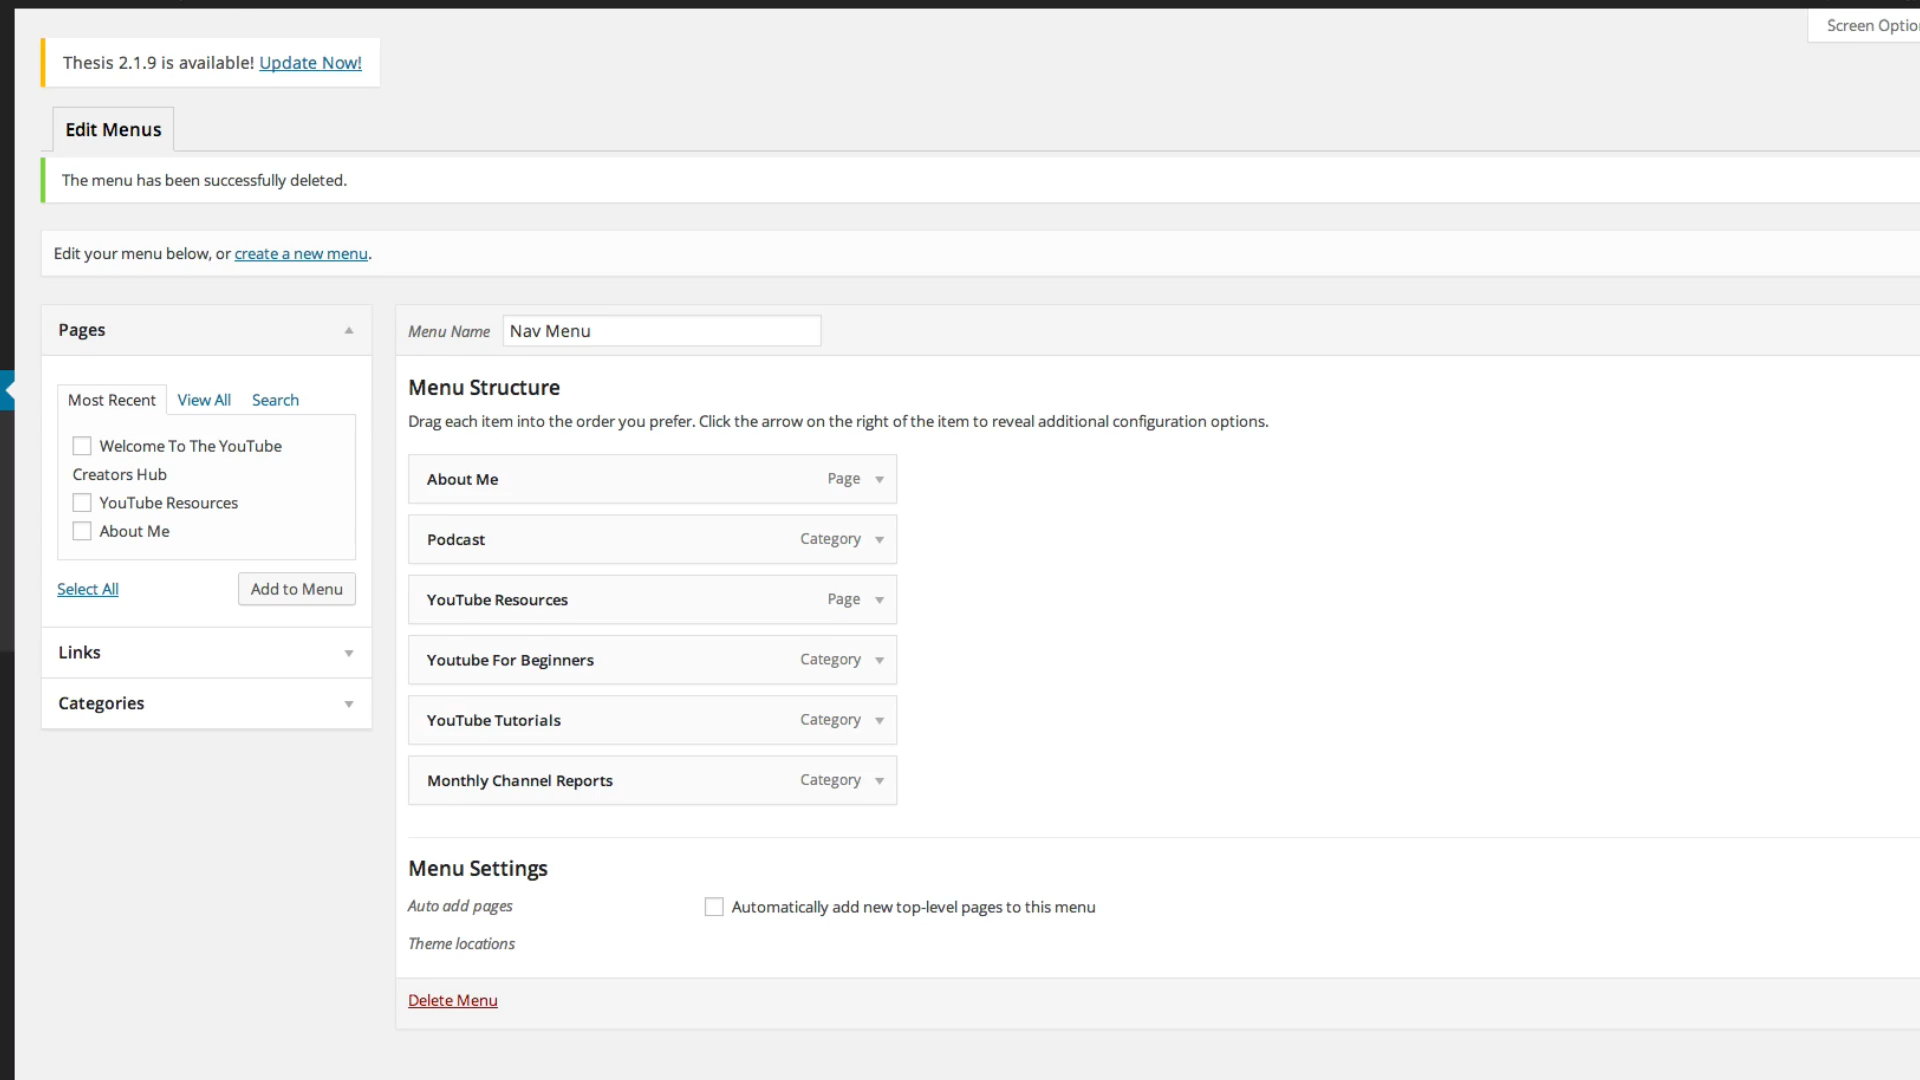 Screen Optio
Thesis 2.1.9 is available! Update Now!
Edit Menus
The menu has been successfully deleted.
Edit your menu below, or create a new menu.
Pages
Most Recent View All Search
Welcome To The YouTube
Creators Hub
YouTube Resources
About Me
Select All Add to Menu
Links
Categories
Menu Name Nav Menu
Menu Structure
Drag each item into the order you prefer. Click the arrow on the right of the item to reveal additional configuration options.
About Me Page
Podcast Category
YouTube Resources Page
Youtube For Beginners Category
YouTube Tutorials Category
Monthly Channel Reports Category
Menu Settings
Auto add pages Automatically add new top-level pages to this menu
Theme locations
Delete Menu